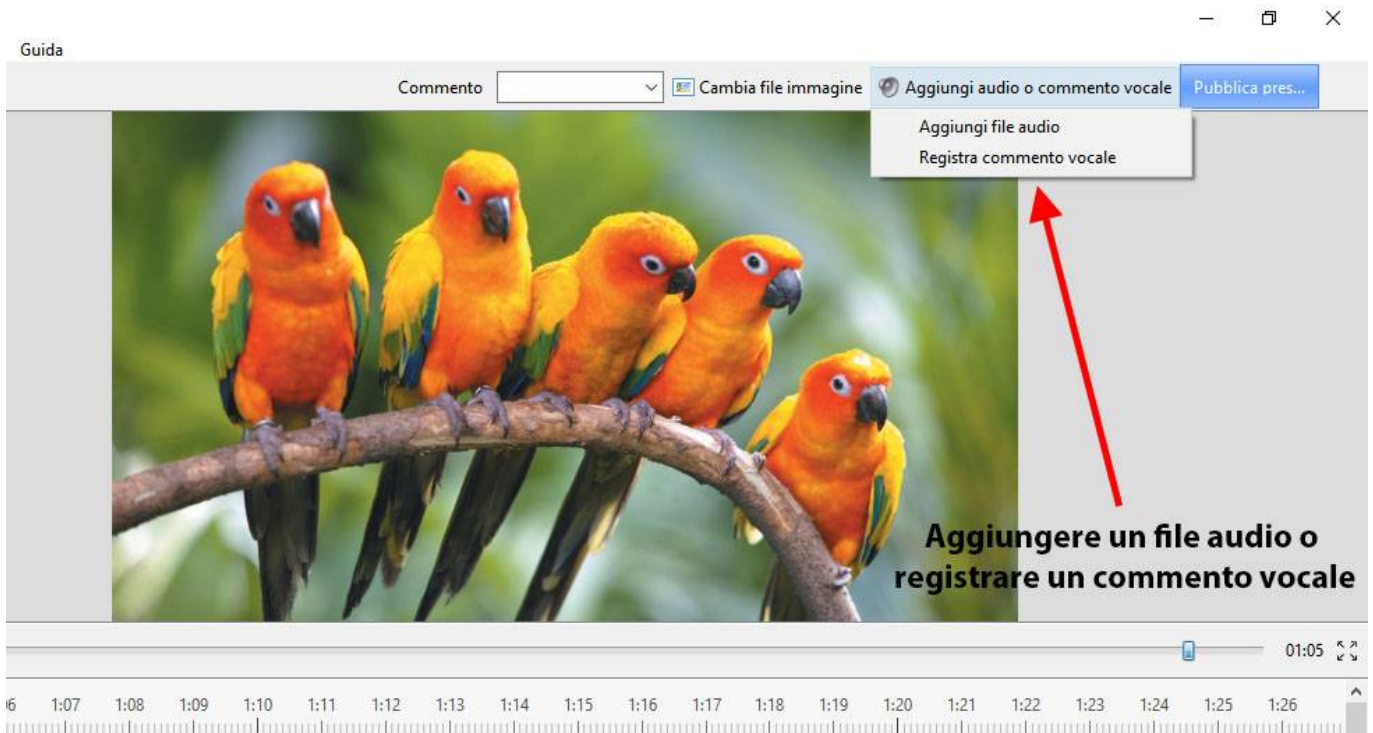 Guida
Commento Cambia file immagine Aggiungi audio o commento vocale Pubblica pres...
Aggiungi file audio
Registra commento vocale
Aggiungere un file audio o
registrare un commento vocale
01:05
6 1:07 1:08 1:09 1:10 1:11 1:12 1:13 1:14 1:15 1:16 1:17 1:18 1:19 1:20 1:21 1:22 1:23 1:24 1:25 1:26